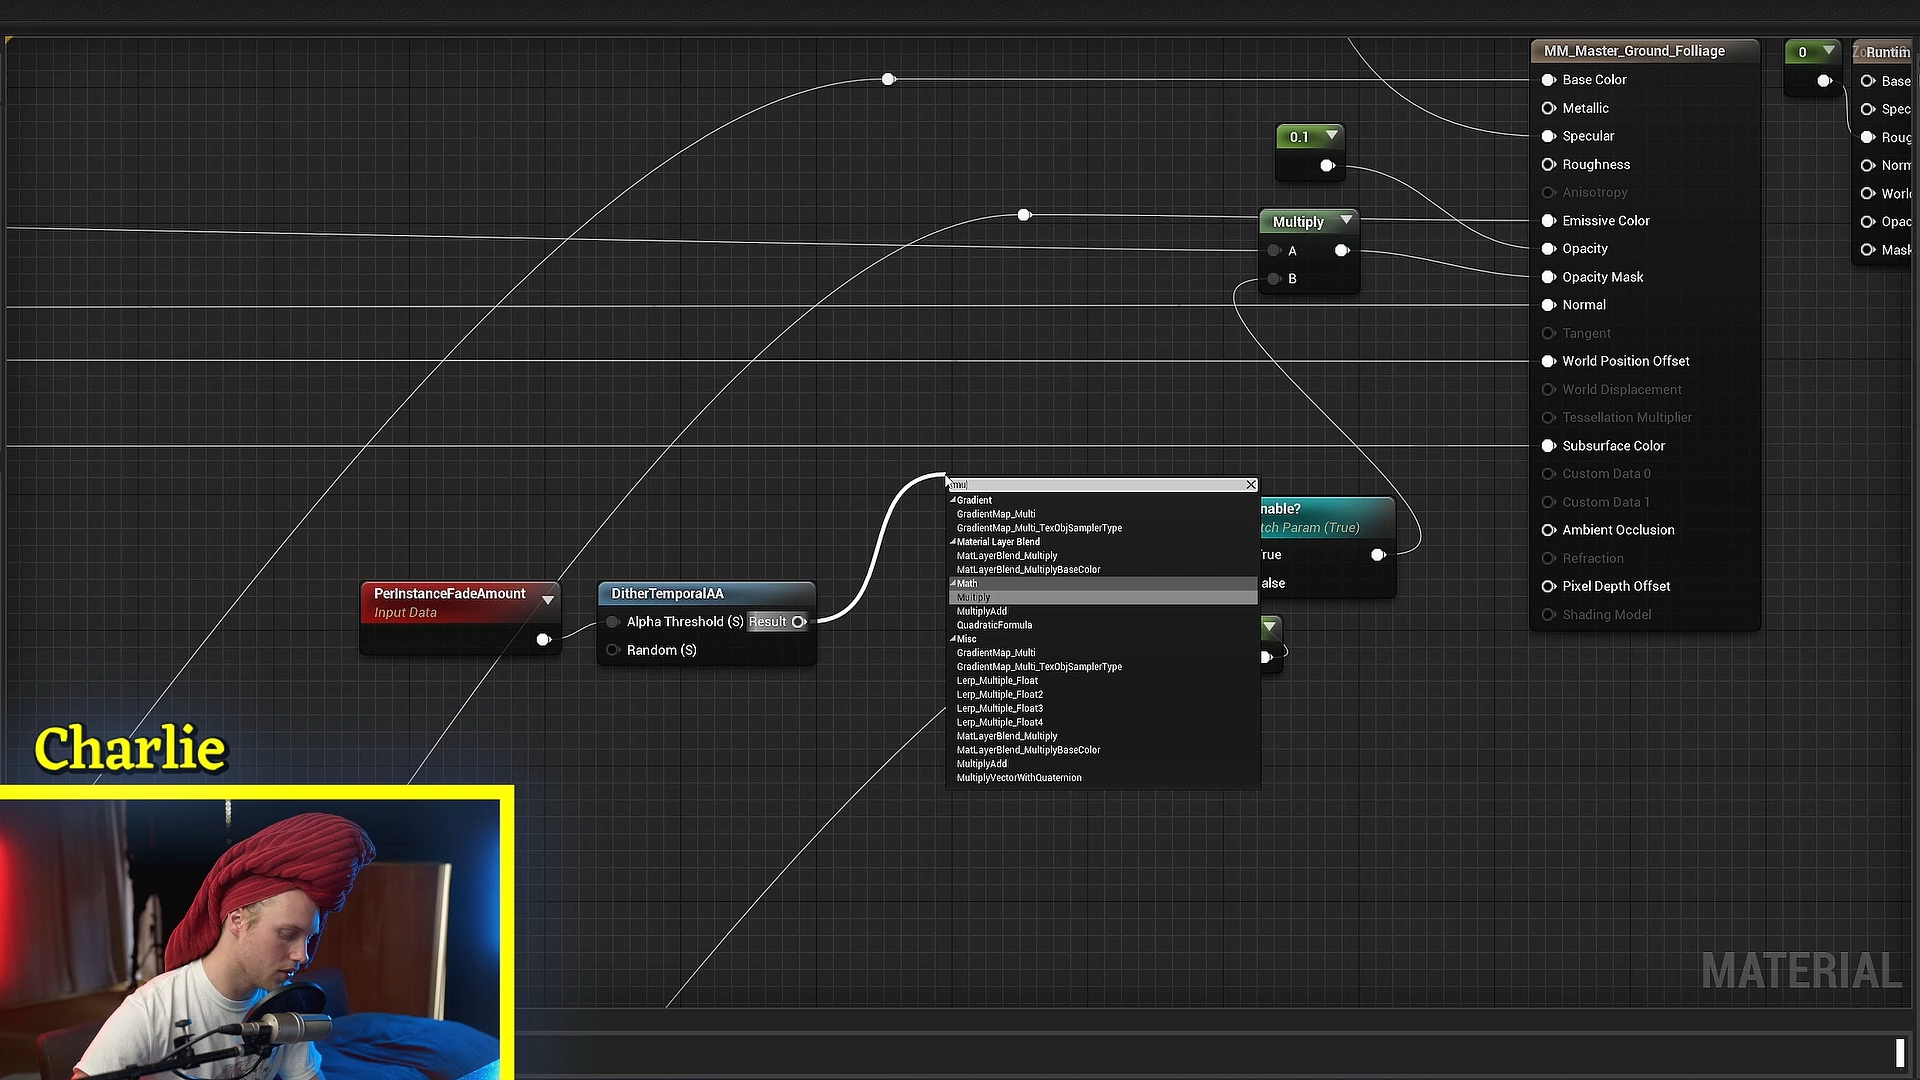 MM_Master_Ground_Folliage
0
Runtim
Base Color
Base
Metallic
Spec
0.1
Specular
Roug
Roughness
Norm
Anisotropy
World
Multiply
Emissive Color
Opac
A
Opacity
Mask
B
Opacity Mask
Normal
Tangent
World Position Offset
World Displacement
Tessellation Multiplier
Subsurface Color
Custom Data 0
Custom Data 1
Ambient Occlusion
Refraction
Pixel Depth Offset
Shading Model
mu
Gradient
GradientMap_Multi
GradientMap_Multi_TexObjSamplerType
Material Layer Blend
MatLayerBlend_Multiply
MatLayerBlend_MultiplyBaseColor
Math
Multiply
MultiplyAdd
QuadraticFormula
Misc
GradientMap_Multi
GradientMap_Multi_TexObjSamplerType
Lerp_Multiple_Float
Lerp_Multiple_Float2
Lerp_Multiple_Float3
Lerp_Multiple_Float4
MatLayerBlend_Multiply
MatLayerBlend_MultiplyBaseColor
MultiplyAdd
MultiplyVectorWithQuaternion
nable?
tch Param (True)
rue
alse
PerInstanceFadeAmount
Input Data
DitherTemporalAA
Alpha Threshold (S) Result
Random (S)
Charlie
MATERIAL